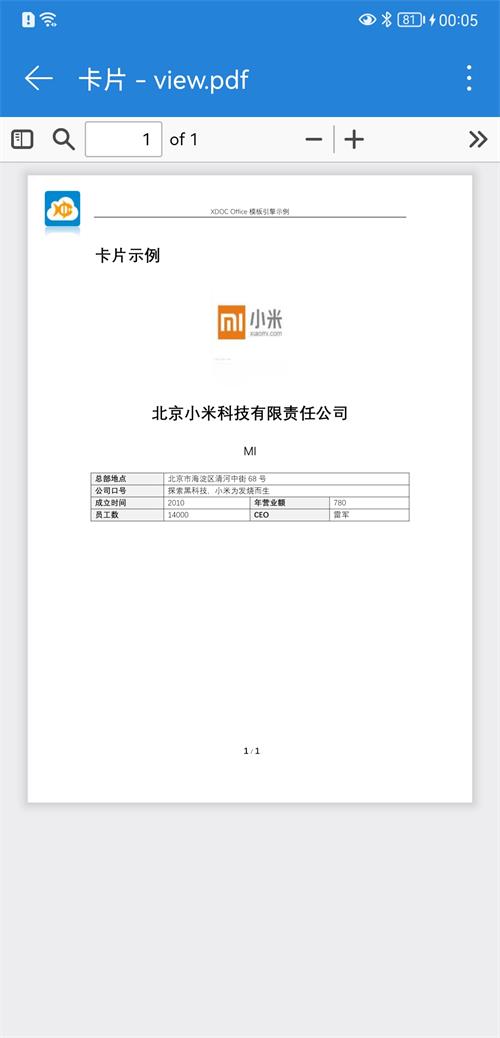 81 00:05
卡片 - view.pdf
1 of 1
XDOC Office 模板引擎示例
卡片示例
mi 小米
xiaomi.com
北京小米科技有限责任公司
MI
总部地点 北京市海淀区清河中街 68 号
公司口号 探索黑科技、小米为发烧而生
成立时间 2010 年营业额 780
员工数 14000 CEO 雷军
1 / 1